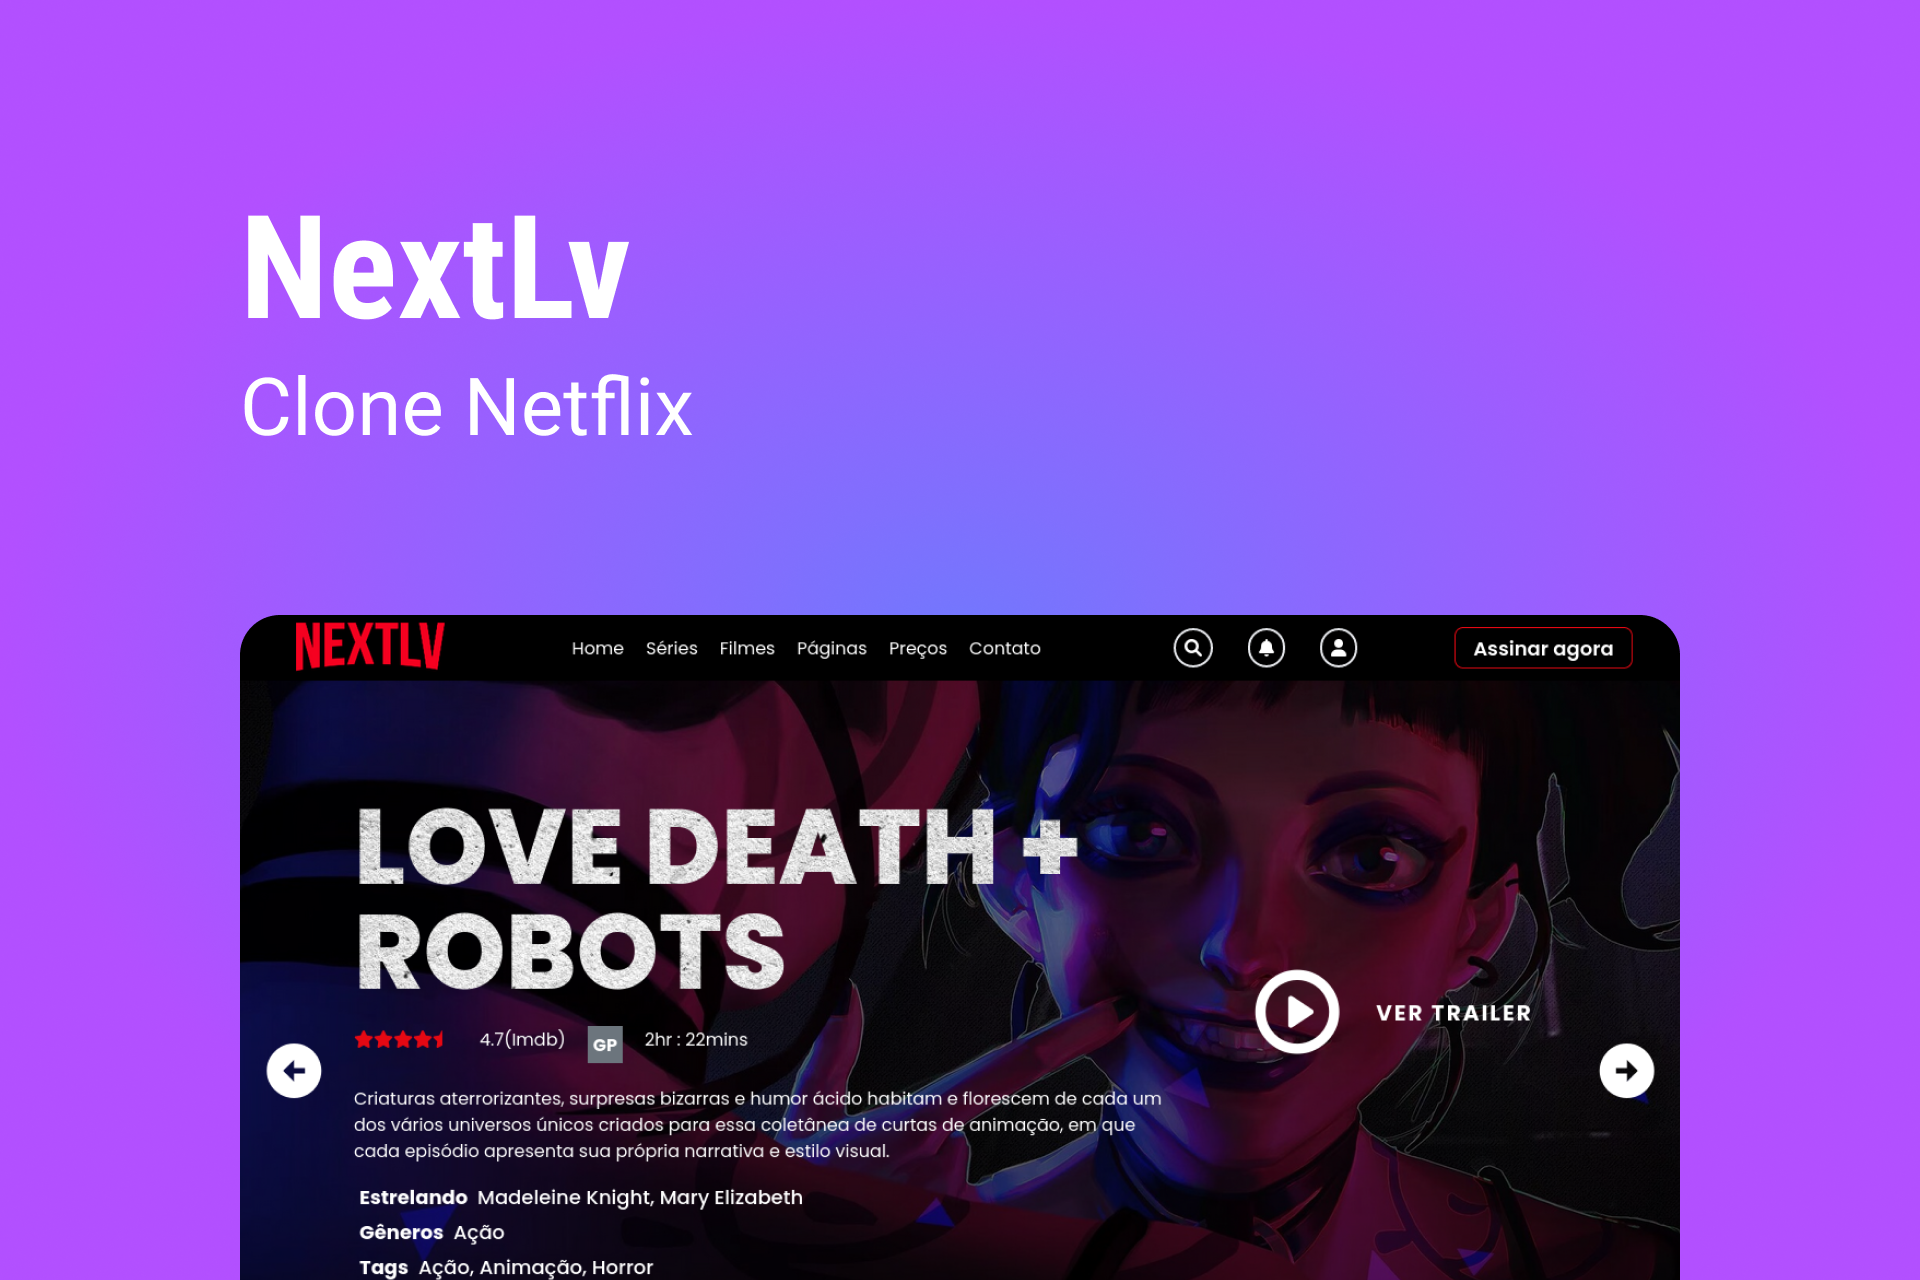 NextLv
Clone Netflix
NEXTLV Home Séries Filmes Páginas Preços Contato Assinar agora
LOVE DEATH +
ROBOTS
4.7(Imdb) GP 2hr : 22mins
VER TRAILER
Criaturas aterrorizantes, surpresas bizarras e humor ácido habitam e florescem de cada um
dos vários universos únicos criados para essa coletânea de curtas de animação, em que
cada episódio apresenta sua própria narrativa e estilo visual.
Estrelando Madeleine Knight, Mary Elizabeth
Gêneros Ação
Tags Ação, Animação, Horror